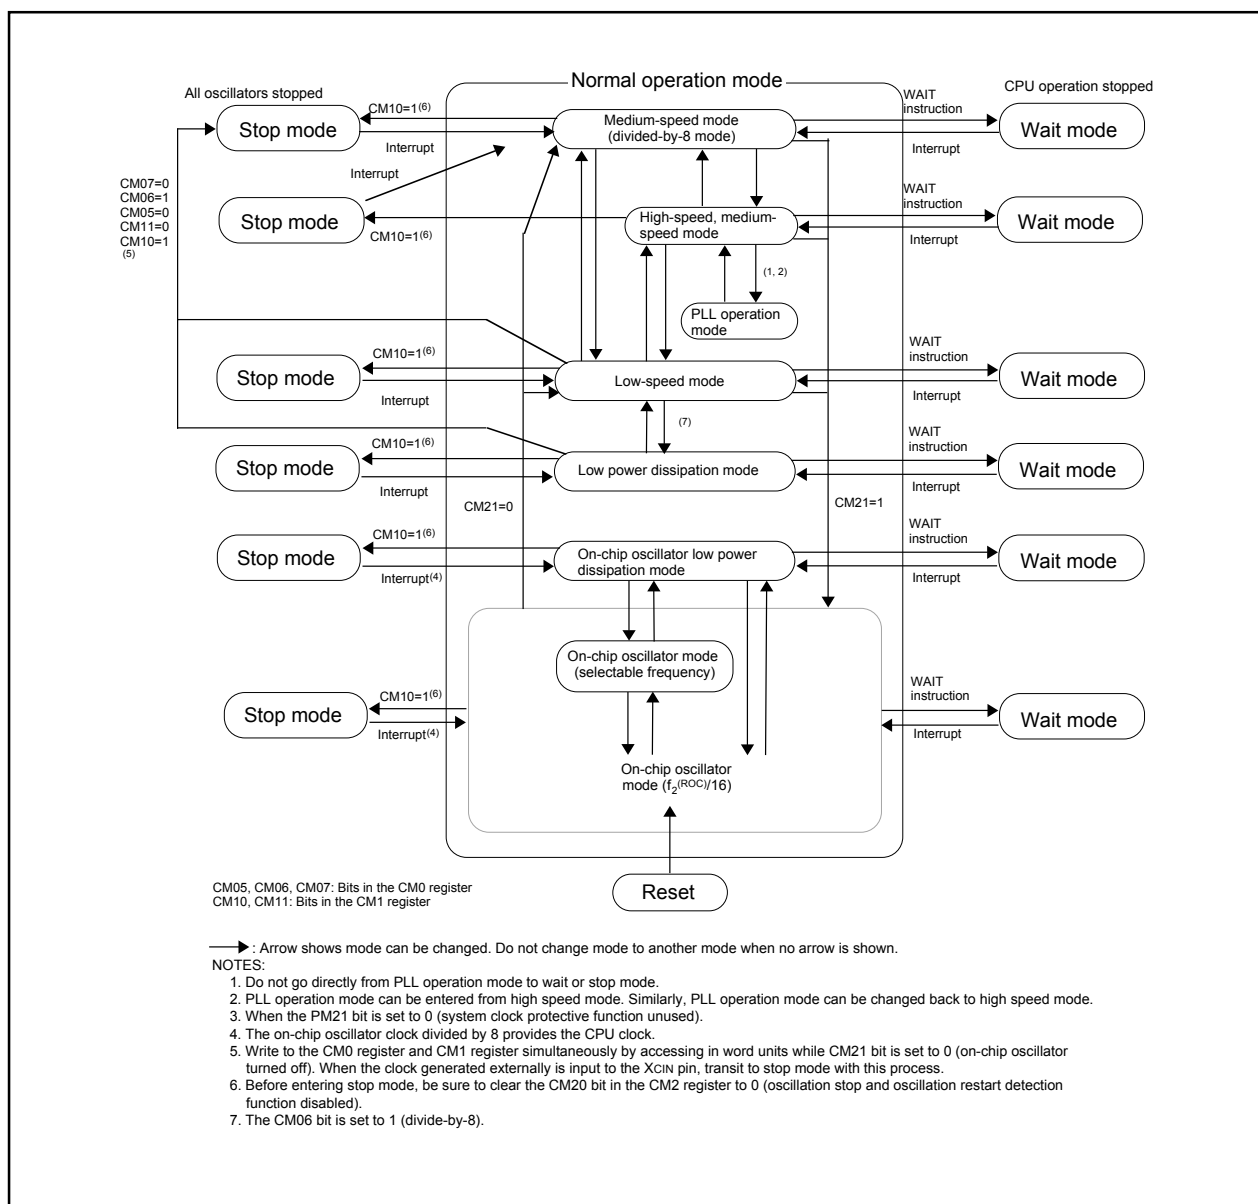 Normal operation mode
All oscillators stopped
CPU operation stopped
Stop mode
CM10=1(6)
Interrupt
Medium-speed mode
(divided-by-8 mode)
WAIT
instruction
Interrupt
Wait mode
CM07=0
CM06=1
CM05=0
CM11=0
CM10=1
(5)
Interrupt
Stop mode
CM10=1(6)
High-speed, medium-
speed mode
WAIT
instruction
Interrupt
Wait mode
(1, 2)
PLL operation
mode
Stop mode
CM10=1(6)
Interrupt
Low-speed mode
WAIT
instruction
Interrupt
Wait mode
(7)
Stop mode
CM10=1(6)
Interrupt
Low power dissipation mode
WAIT
instruction
Interrupt
Wait mode
CM21=0
CM21=1
Stop mode
CM10=1(6)
Interrupt(4)
On-chip oscillator low power
dissipation mode
WAIT
instruction
Interrupt
Wait mode
On-chip oscillator mode
(selectable frequency)
Stop mode
CM10=1(6)
Interrupt(4)
WAIT
instruction
Interrupt
Wait mode
On-chip oscillator
mode (f2(ROC)/16)
Reset
CM05, CM06, CM07: Bits in the CM0 register
CM10, CM11: Bits in the CM1 register
: Arrow shows mode can be changed. Do not change mode to another mode when no arrow is shown.
NOTES:
1. Do not go directly from PLL operation mode to wait or stop mode.
2. PLL operation mode can be entered from high speed mode. Similarly, PLL operation mode can be changed back to high speed mode.
3. When the PM21 bit is set to 0 (system clock protective function unused).
4. The on-chip oscillator clock divided by 8 provides the CPU clock.
5. Write to the CM0 register and CM1 register simultaneously by accessing in word units while CM21 bit is set to 0 (on-chip oscillator
turned off). When the clock generated externally is input to the XCIN pin, transit to stop mode with this process.
6. Before entering stop mode, be sure to clear the CM20 bit in the CM2 register to 0 (oscillation stop and oscillation restart detection
function disabled).
7. The CM06 bit is set to 1 (divide-by-8).